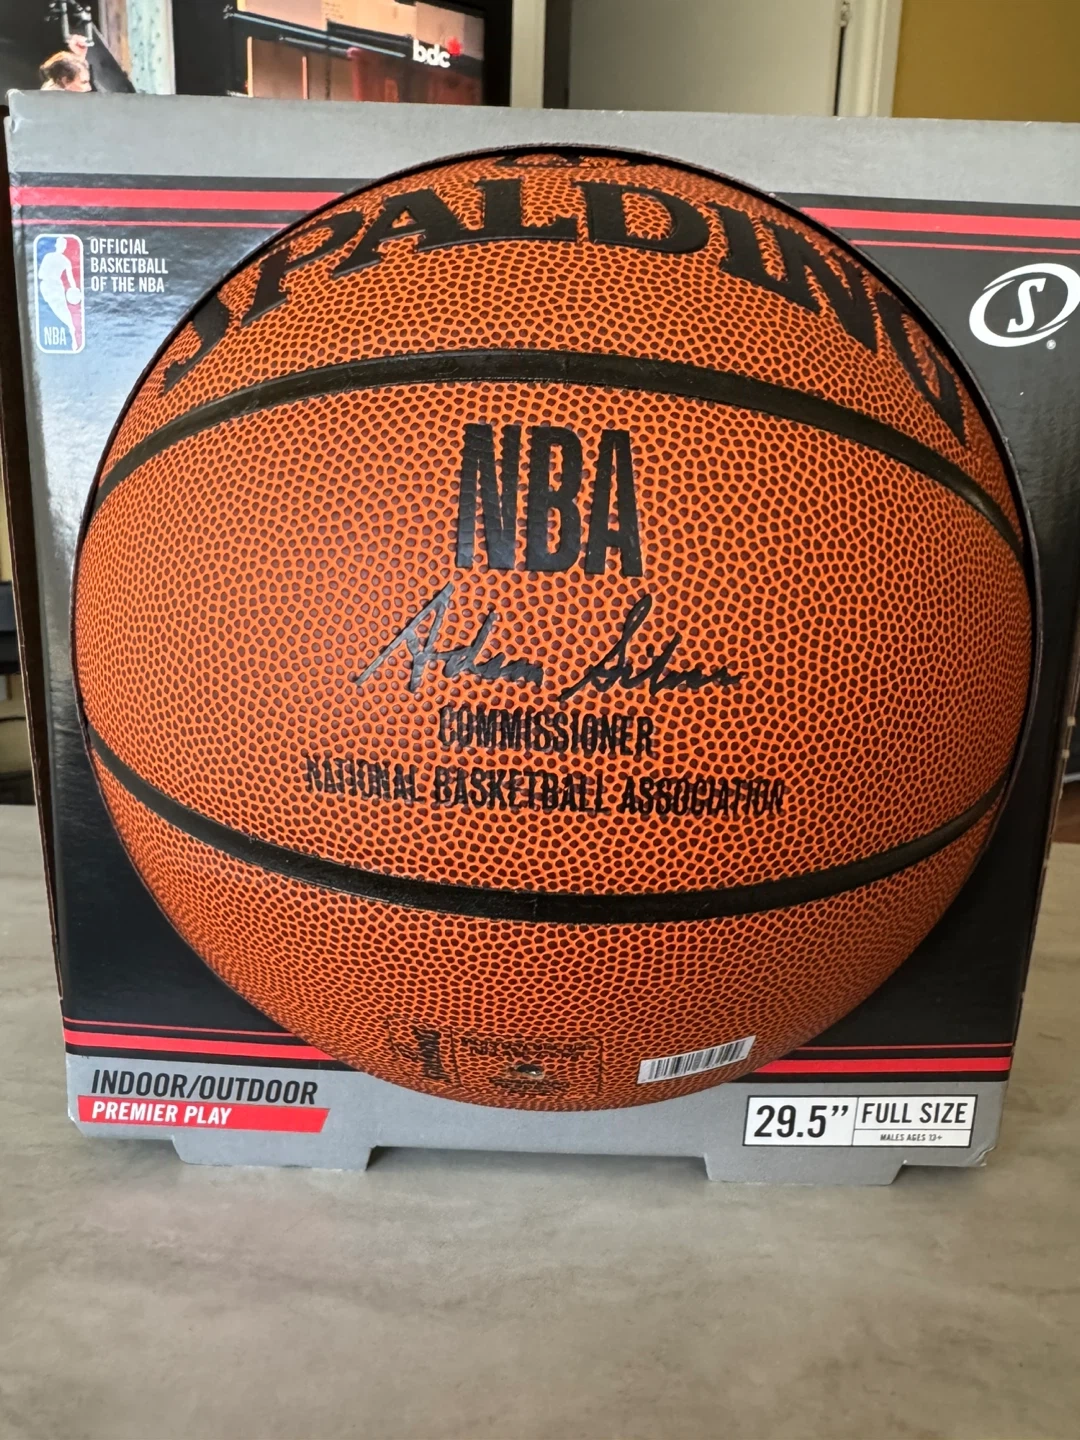 bdc
SPALDING
OFFICIAL
BASKETBALL
OF THE NBA
NBA
S
®
NBA
Adam Silver
COMMISSIONER
NATIONAL BASKETBALL ASSOCIATION
INDOOR/OUTDOOR
PREMIER PLAY
29.5”
FULL SIZE
MALES AGES 13+